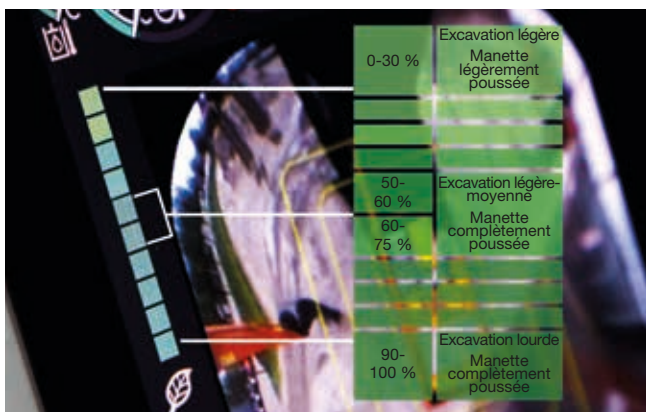 0-30 %
Excavation légère
Manette
légèrement
poussée
50-
60 %
Excavation légère-
moyenne
60-
75 %
Manette
complètement
poussée
90-
100 %
Excavation lourde
Manette
complètement
poussée